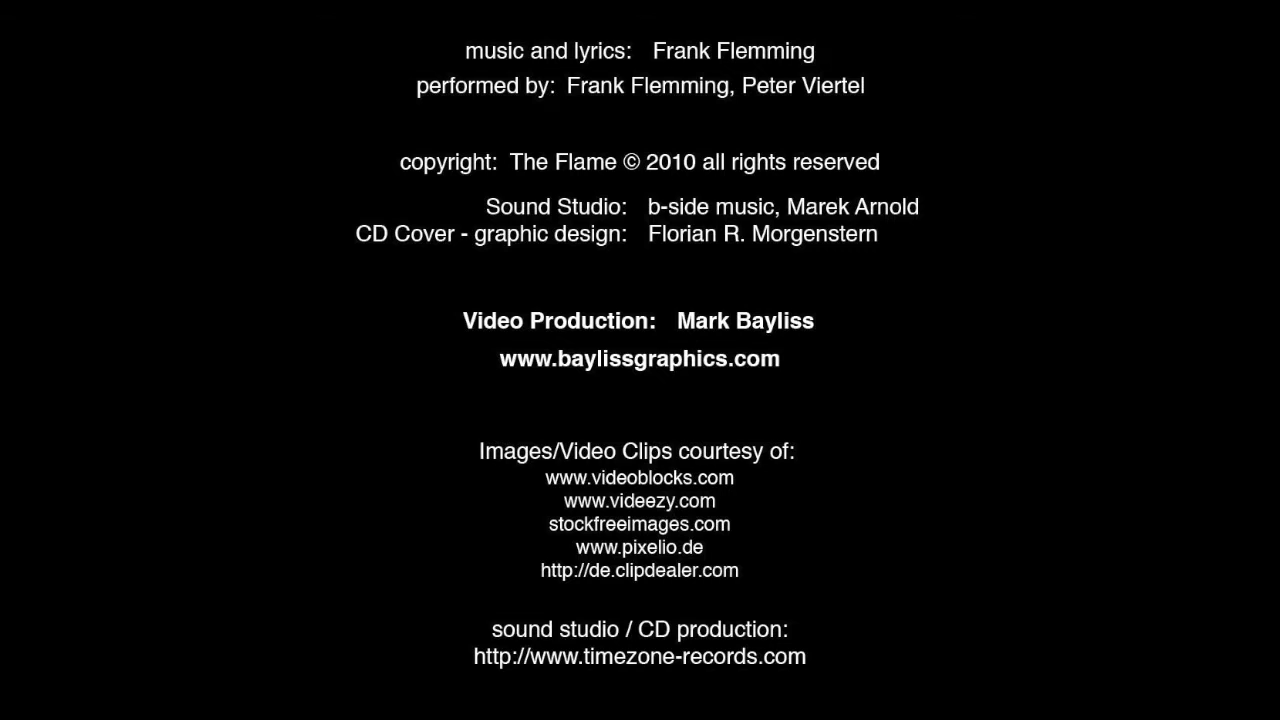 music and lyrics: Frank Flemming
performed by: Frank Flemming, Peter Viertel
copyright: The Flame © 2010 all rights reserved
Sound Studio: b-side music, Marek Arnold
CD Cover - graphic design: Florian R. Morgenstern
Video Production: Mark Bayliss
www.baylissgraphics.com
Images/Video Clips courtesy of:
www.videoblocks.com
www.videezy.com
stockfreeimages.com
www.pixelio.de
http://de.clipdealer.com
sound studio / CD production:
http://www.timezone-records.com